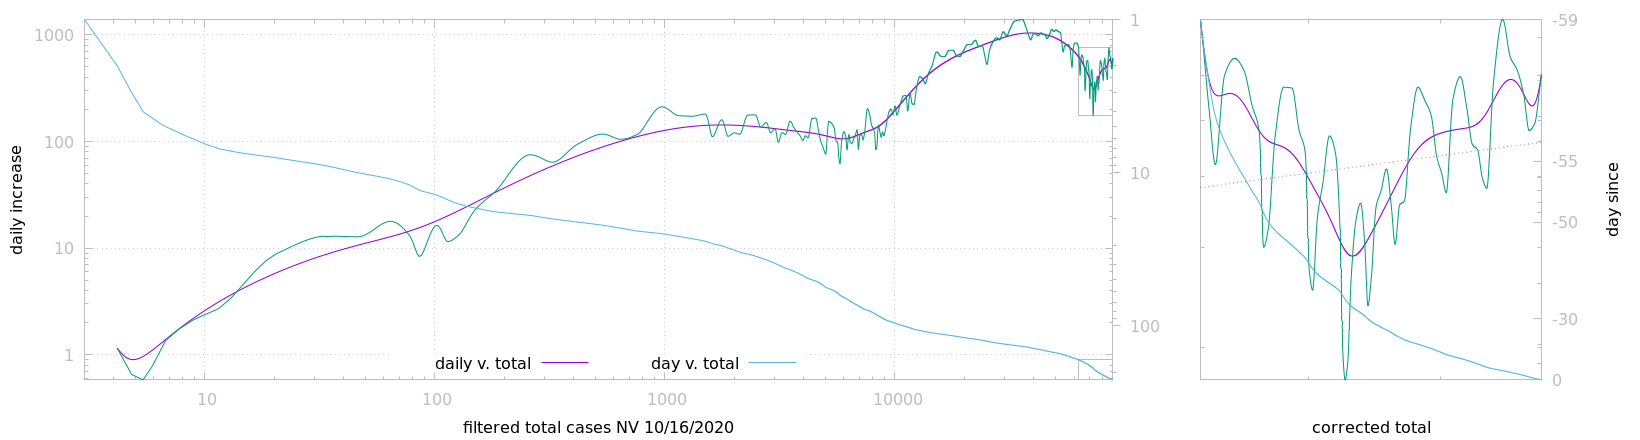 1000
100
10
1
daily increase
10
100
1000
10000
filtered total cases NV 10/16/2020
daily v. total
day v. total
1
10
100
-59
-55
-50
-30
0
day since
corrected total